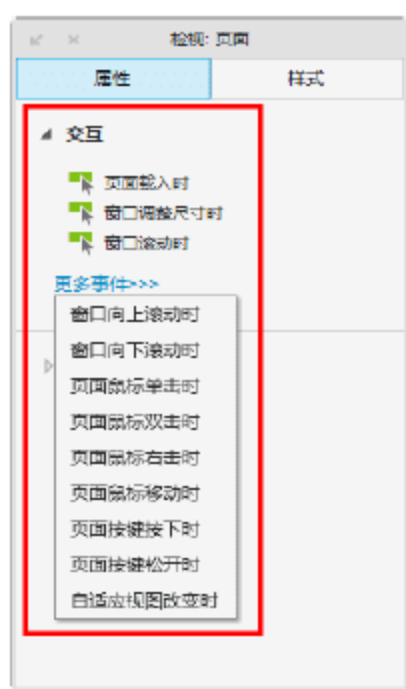 检视: 页面
属性
样式
交互
页面载入时
窗口调整尺寸时
窗口滚动时
更多事件>>>
窗口向上滚动时
窗口向下滚动时
页面鼠标单击时
页面鼠标双击时
页面鼠标右击时
页面鼠标移动时
页面按键按下时
页面按键松开时
自适应视图改变时